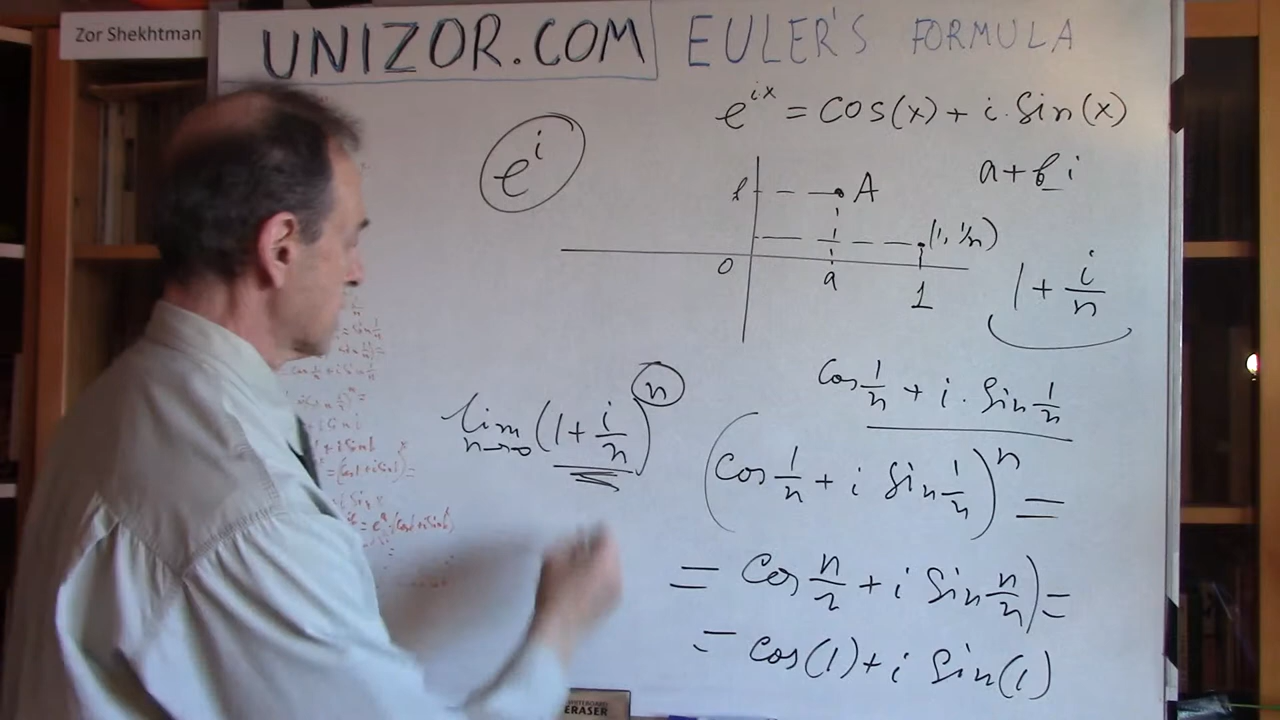 Zor Shekhtman
UNIZOR.COM EULER'S FORMULA
e^{ix} = cos(x) + i · sin(x)
e^i
a + bi
b A
(1, 1/n)
0 a 1
1 + i/n
cos 1/n + i · sin 1/n
lim n→∞ (1 + i/n)^n
(cos 1/n + i sin 1/n)^n =
= cos n/n + i sin n/n) =
= cos(1) + i sin(1)
ERASER